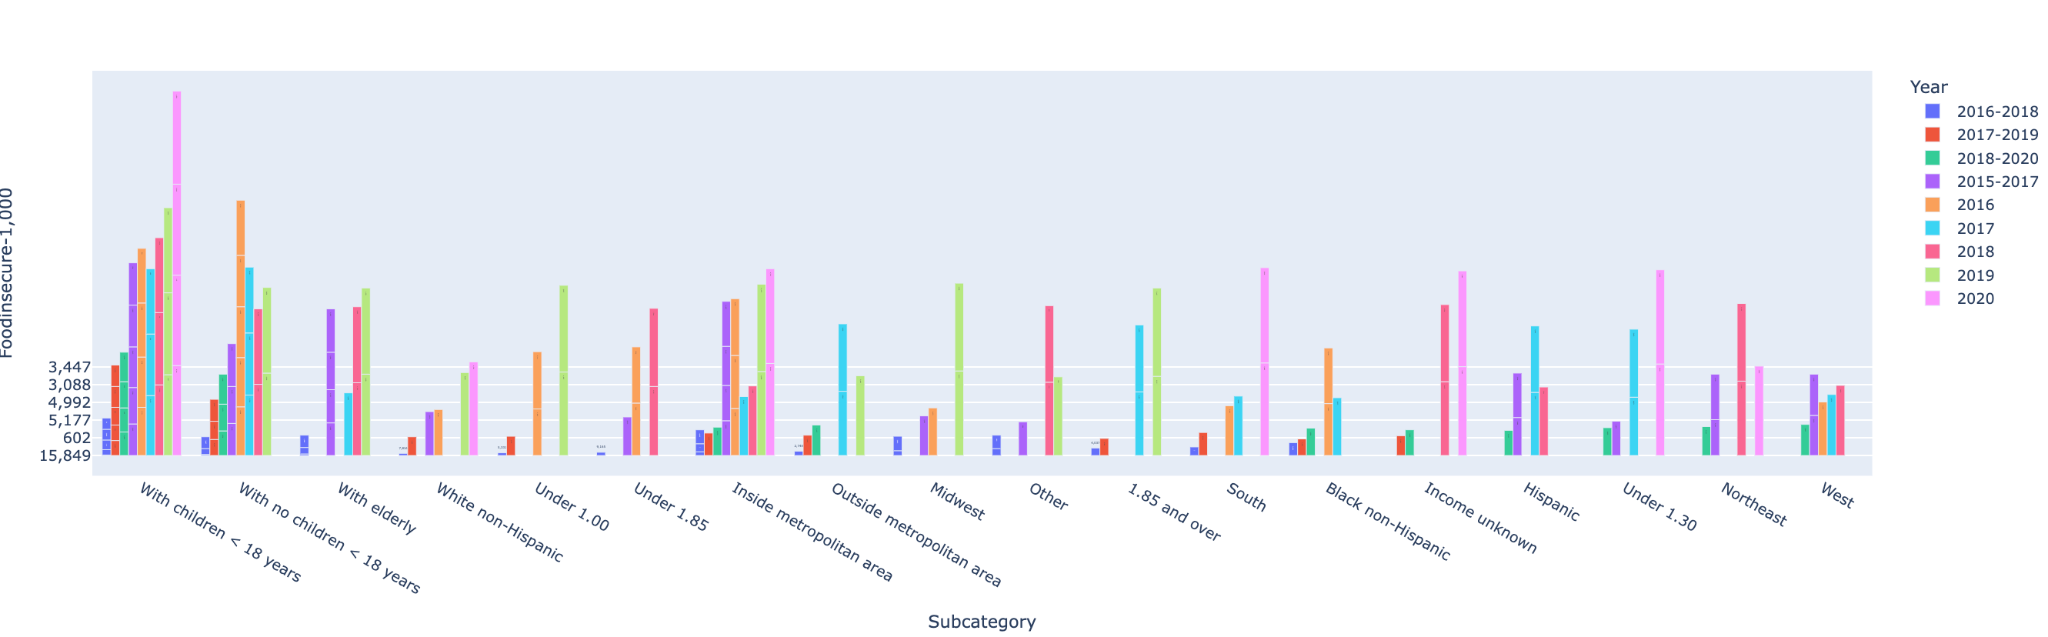 Foodinsecure-1,000
3,447
3,088
4,992
5,177
602
15,849
With children < 18 years
With no children < 18 years
With elderly
White non-Hispanic
Under 1.00
Under 1.85
Inside metropolitan area
Outside metropolitan area
Midwest
Other
1.85 and over
South
Black non-Hispanic
Income unknown
Hispanic
Under 1.30
Northeast
West
Subcategory
Year
2016-2018
2017-2019
2018-2020
2015-2017
2016
2017
2018
2019
2020